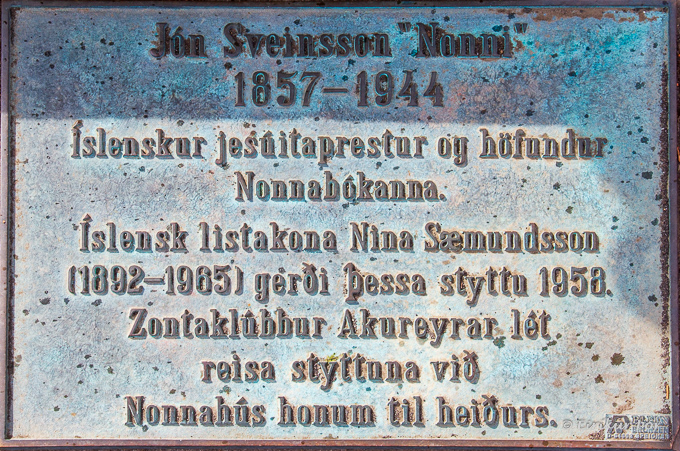 Jón Sveinsson "Nonni"
1857–1944
Íslenskur jesúitaprestur og höfundur
Nonnabókanna.
Íslensk listakona Nína Sæmundsson
(1892–1965) gerði þessa styttu 1958.
Zontaklúbbur Akureyrar lét
reisa styttuna við
Nonnahús honum til heiðurs.